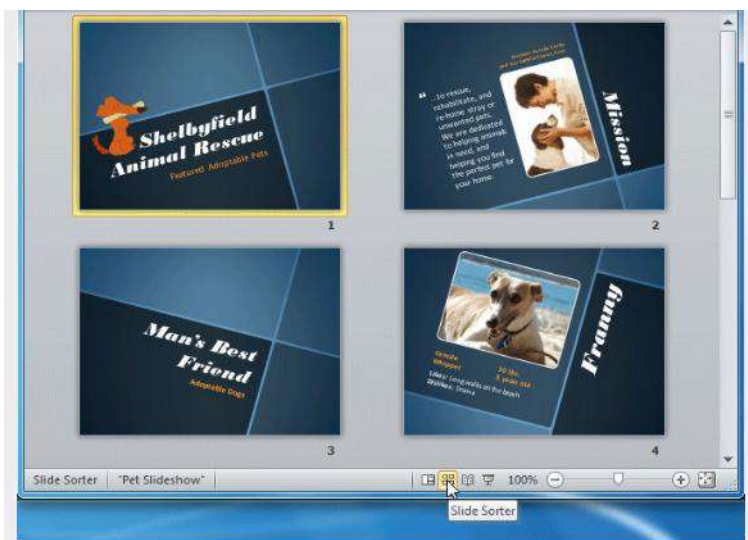 Shelbyfield
Animal Rescue
Featured Adoptable Pets
1
“ ...to rescue,
rehabilitate, and
re-home stray or
unwanted pets.
We are dedicated
to helping animals
in need, and
helping you find
the perfect pet for
your home.
Mission
2
Man's Best
Friend
Adoptable Dogs
3
Female
Whippet
30 lbs.
5 years old
Likes: Long walks on the beach
Dislikes: Drama
Franny
4
Slide Sorter
"Pet Slideshow"
100%
Slide Sorter